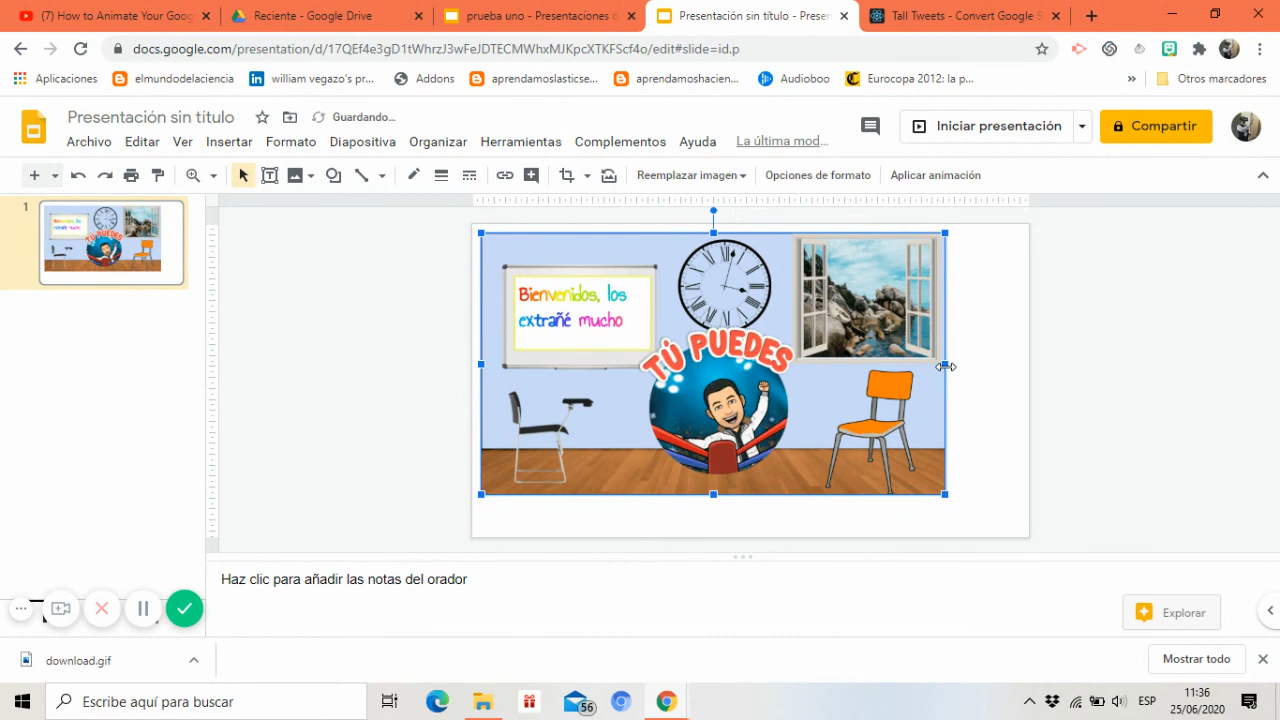 (7) How to Animate Your Goog
Reciente - Google Drive
prueba uno - Presentaciones d
Presentación sin título - Presen
Tall Tweets - Convert Google S
docs.google.com/presentation/d/17QEf4e3gD1tWhrzJ3wFeJDTECMWhxMJKpcXTKFScf4o/edit#slide=id.p
Aplicaciones
elmundodelaciencia
william vegazo's pr...
Addons
aprendamoslasticse...
aprendamoshacien...
Audioboo
Eurocopa 2012: la p...
»
Otros marcadores
Presentación sin título
Guardando...
Iniciar presentación
Compartir
Archivo
Editar
Ver
Insertar
Formato
Diapositiva
Organizar
Herramientas
Complementos
Ayuda
La última mod...
Reemplazar imagen
Opciones de formato
Aplicar animación
1
Bienvenidos, los
extrañé mucho
TÚ PUEDES
Haz clic para añadir las notas del orador
Explorar
download.gif
Mostrar todo
Escribe aquí para buscar
56
ESP
11:36
25/06/2020